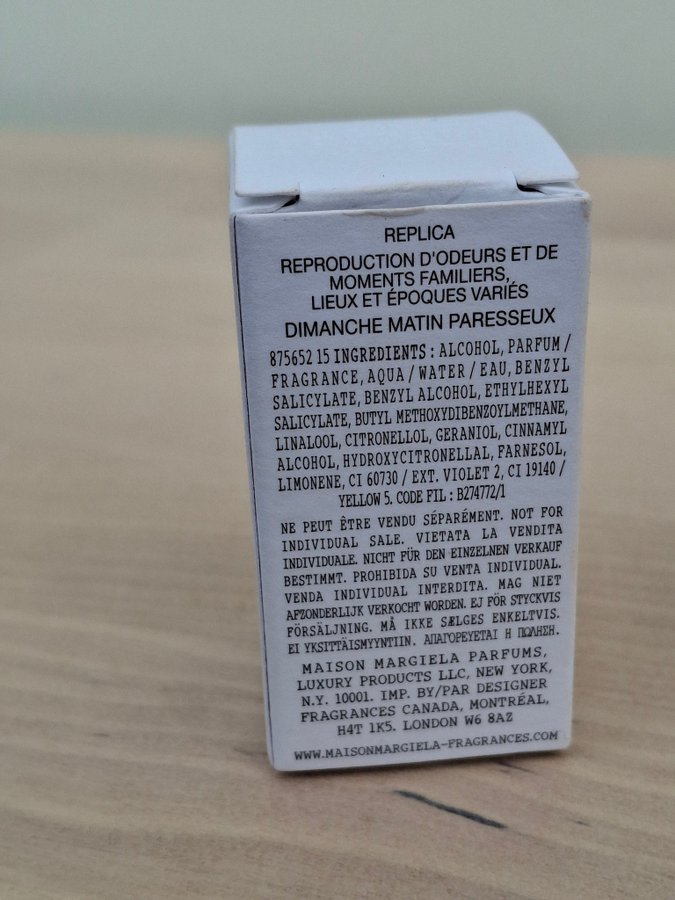 REPLICA
REPRODUCTION D'ODEURS ET DE
MOMENTS FAMILIERS,
LIEUX ET ÉPOQUES VARIÉS
DIMANCHE MATIN PARESSEUX
875652 15 INGREDIENTS : ALCOHOL, PARFUM /
FRAGRANCE, AQUA / WATER / EAU, BENZYL
SALICYLATE, BENZYL ALCOHOL, ETHYLHEXYL
SALICYLATE, BUTYL METHOXYDIBENZOYLMETHANE,
LINALOOL, CITRONELLOL, GERANIOL, CINNAMYL
ALCOHOL, HYDROXYCITRONELLAL, FARNESOL,
LIMONENE, CI 60730 / EXT. VIOLET 2, CI 19140 /
YELLOW 5. CODE FIL : B274772/1
NE PEUT ÊTRE VENDU SÉPARÉMENT. NOT FOR
INDIVIDUAL SALE. VIETATA LA VENDITA
INDIVIDUALE. NICHT FÜR DEN EINZELNEN VERKAUF
BESTIMMT. PROHIBIDA SU VENTA INDIVIDUAL.
VENDA INDIVIDUAL INTERDITA. MAG NIET
AFZONDERLIJK VERKOCHT WORDEN. EJ FÖR STYCKVIS
FÖRSÄLJNING. MÅ IKKE SÆLGES ENKELTVIS.
EI YKSITTÄISMYYNTIIN. ΑΠΑΓΟΡΕΥΕΤΑΙ Η ΠΩΛΗΣΗ.
MAISON MARGIELA PARFUMS,
LUXURY PRODUCTS LLC, NEW YORK,
N.Y. 10001. IMP. BY/PAR DESIGNER
FRAGRANCES CANADA, MONTRÉAL,
H4T 1K5. LONDON W6 8AZ
WWW.MAISONMARGIELA-FRAGRANCES.COM